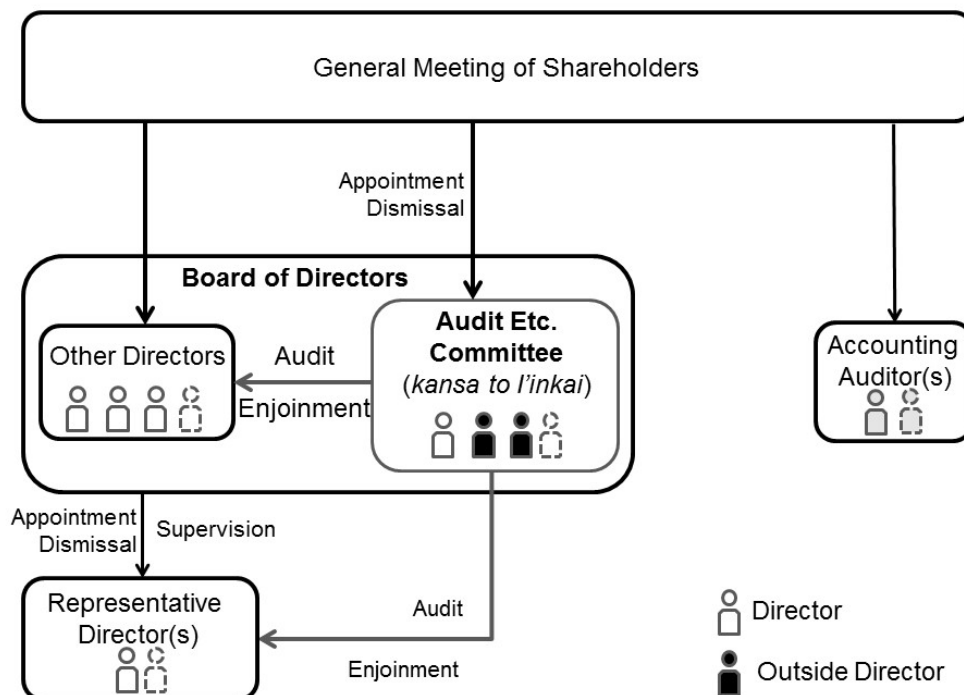 General Meeting of Shareholders
Appointment
Dismissal
Board of Directors
Other Directors
Audit
Enjoinment
Audit Etc.
Committee
(kansa to I'inkai)
Accounting
Auditor(s)
Appointment
Dismissal
Supervision
Representative
Director(s)
Audit
Enjoinment
Director
Outside Director